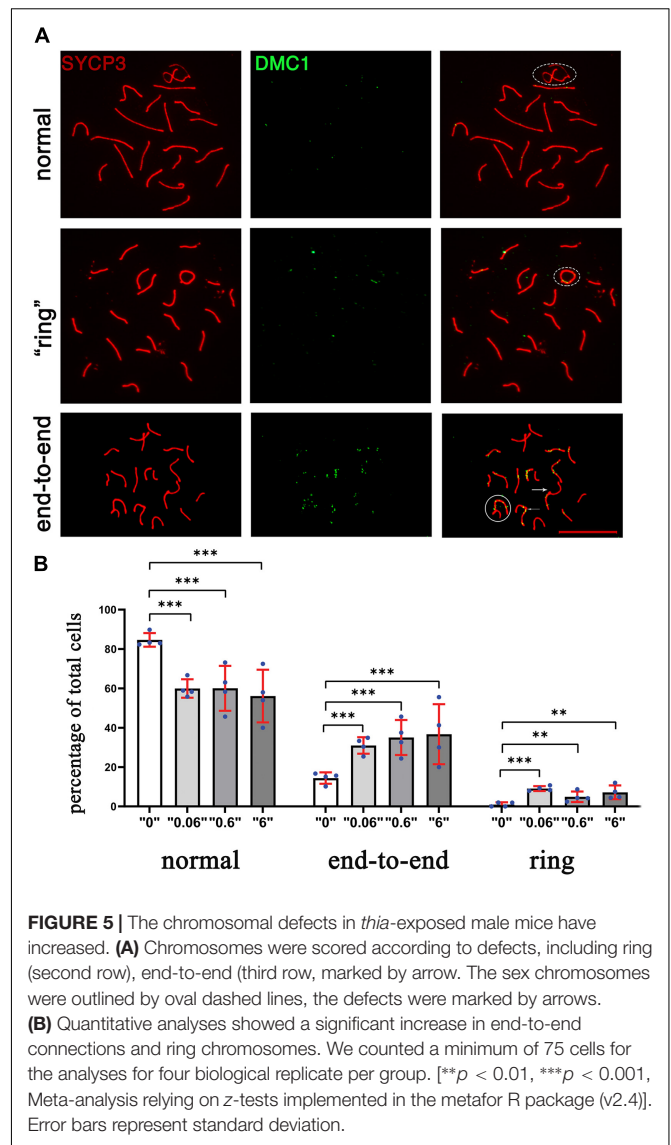 A
SYCP3 DMC1
normal
“ring”
end-to-end
B
*** 
***
***
***
***
***
**
**
***
100
80
60
40
20
0
percentage of total cells
"0" "0.06" "0.6" "6" "0" "0.06" "0.6" "6" "0" "0.06" "0.6" "6"
normal end-to-end ring
FIGURE 5 | The chromosomal defects in thia-exposed male mice have
increased. (A) Chromosomes were scored according to defects, including ring
(second row), end-to-end (third row, marked by arrow. The sex chromosomes
were outlined by oval dashed lines, the defects were marked by arrows.
(B) Quantitative analyses showed a significant increase in end-to-end
connections and ring chromosomes. We counted a minimum of 75 cells for
the analyses for four biological replicate per group. [**p < 0.01, ***p < 0.001,
Meta-analysis relying on z-tests implemented in the metafor R package (v2.4)].
Error bars represent standard deviation.